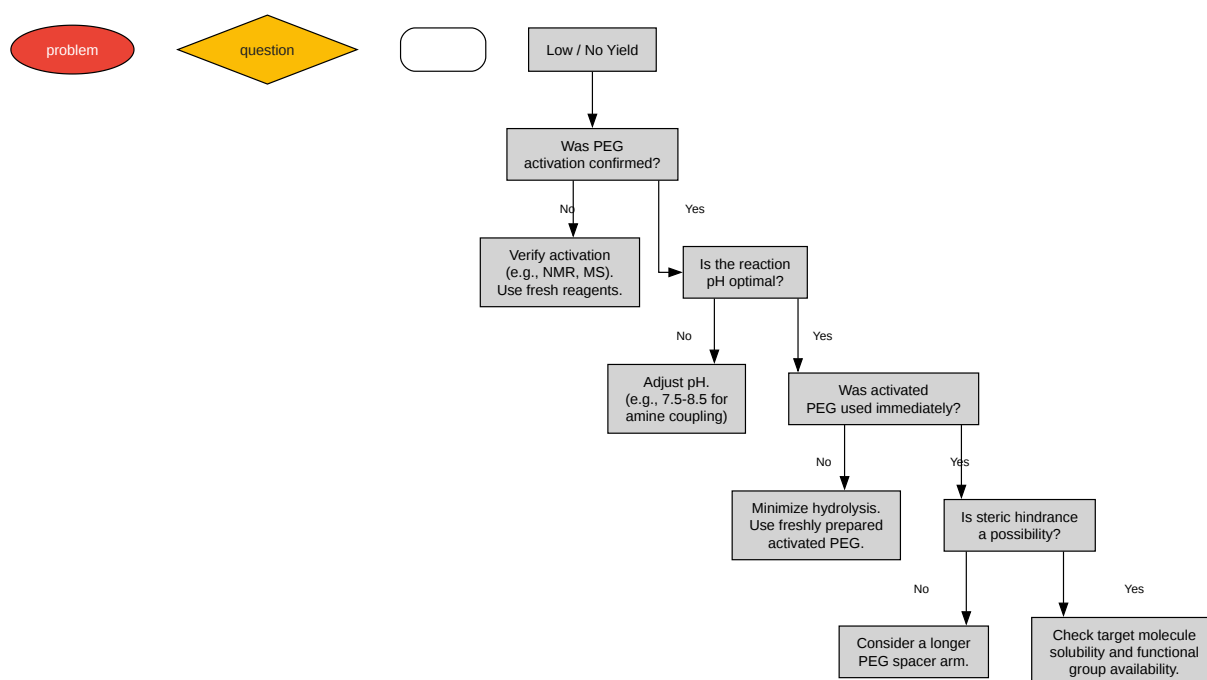 problem
question
Low / No Yield
Was PEG
activation confirmed?
No
Yes
Verify activation
(e.g., NMR, MS).
Use fresh reagents.
Is the reaction
pH optimal?
No
Yes
Adjust pH.
(e.g., 7.5-8.5 for
amine coupling)
Was activated
PEG used immediately?
No
Yes
Minimize hydrolysis.
Use freshly prepared
activated PEG.
Is steric hindrance
a possibility?
No
Yes
Consider a longer
PEG spacer arm.
Check target molecule
solubility and functional
group availability.